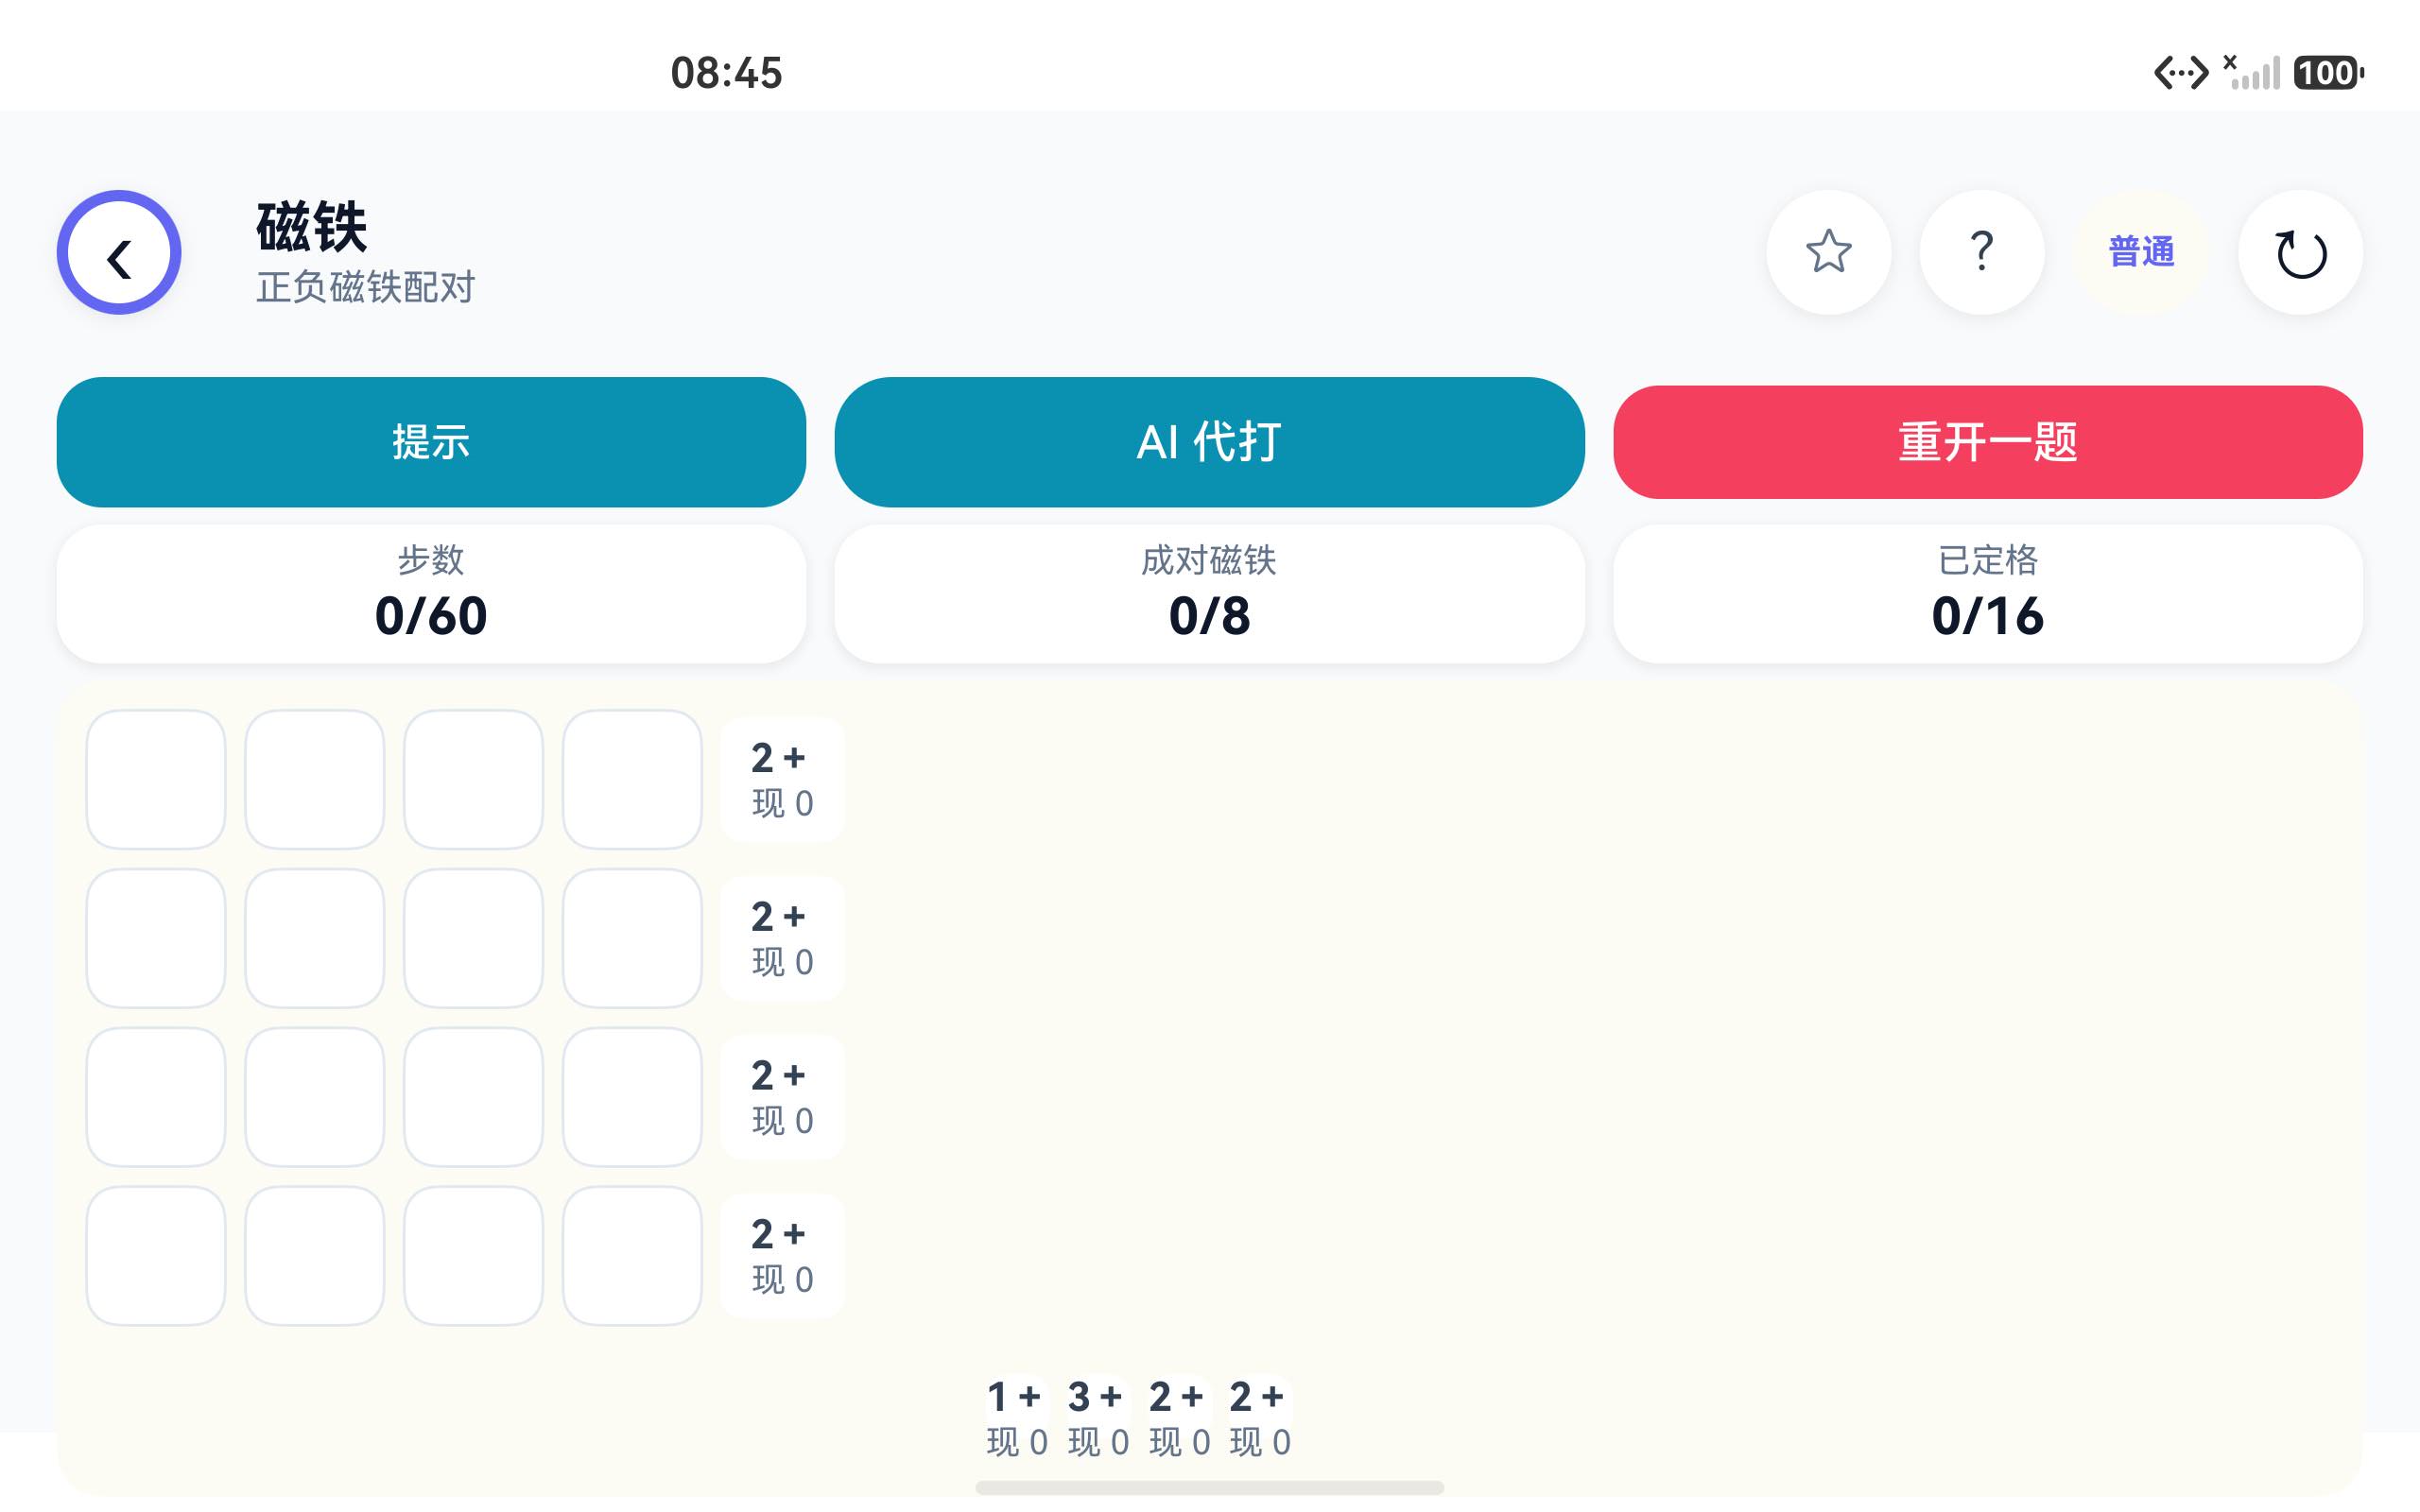 08:45
100
磁铁
正负磁铁配对
?
普通
提示
AI 代打
重开一题
步数
0/60
成对磁铁
0/8
已定格
0/16
2 +
现 0
2 +
现 0
2 +
现 0
2 +
现 0
1 + 3 + 2 + 2 +
现 0 现 0 现 0 现 0